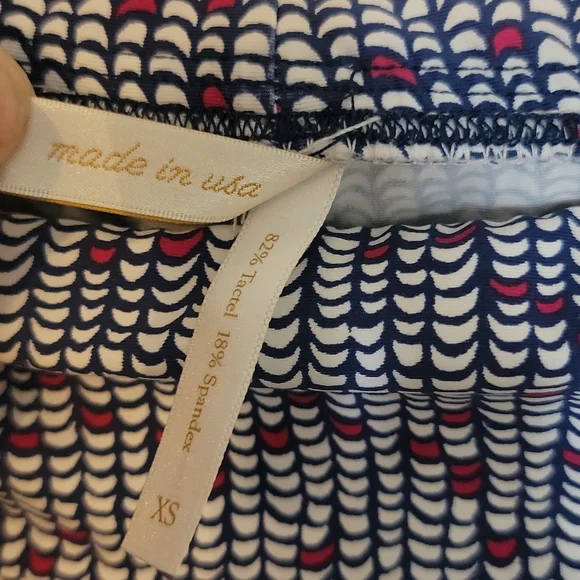 made in usa
82% Tactel 18% Spandex
XS